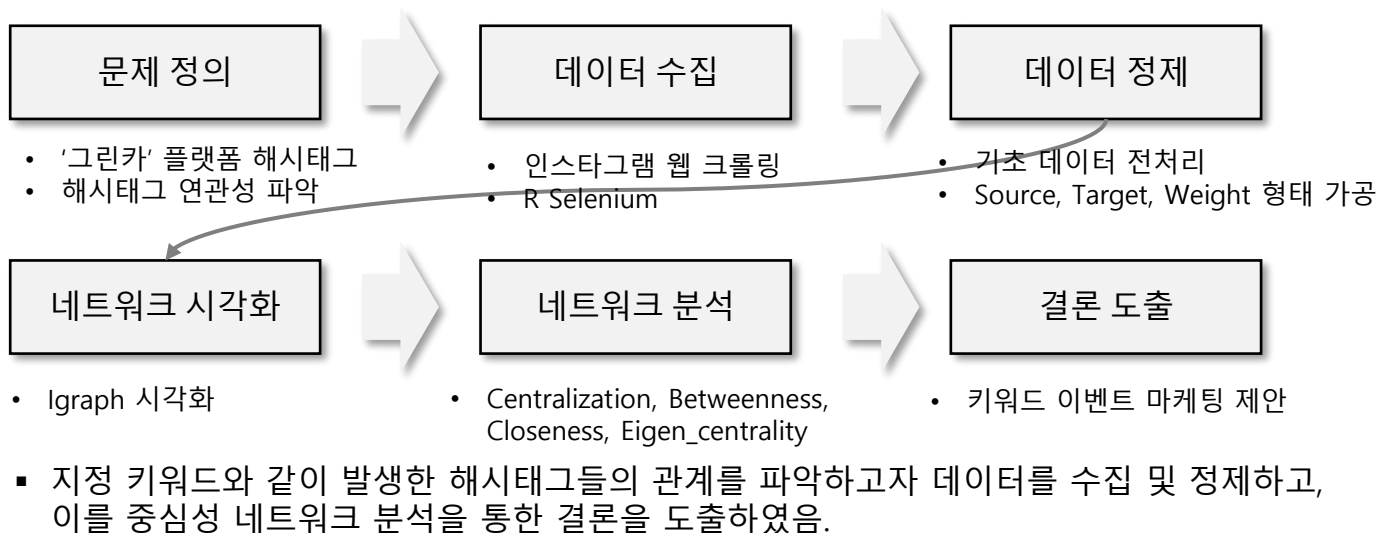 문제 정의
데이터 수집
데이터 정제
• ‘그린카’ 플랫폼 해시태그
• 해시태그 연관성 파악
• 인스타그램 웹 크롤링
• R Selenium
• 기초 데이터 전처리
• Source, Target, Weight 형태 가공
네트워크 시각화
네트워크 분석
결론 도출
• Igraph 시각화
• Centralization, Betweenness,
Closeness, Eigen_centrality
• 키워드 이벤트 마케팅 제안
▪ 지정 키워드와 같이 발생한 해시태그들의 관계를 파악하고자 데이터를 수집 및 정제하고,
이를 중심성 네트워크 분석을 통한 결론을 도출하였음.